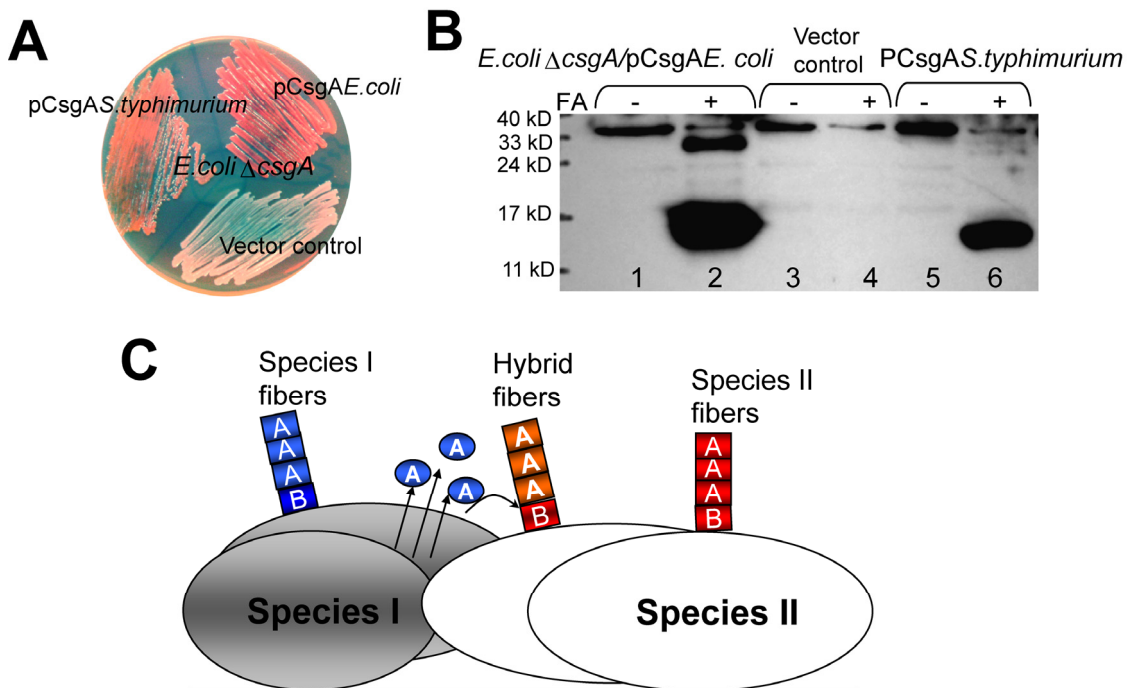 A
pCsgAS.typhimurium
pCsgAE.coli
E.coli ΔcsgA
Vector control
B
E.coli ΔcsgA/pCsgAE. coli
Vector
control
PCsgAS.typhimurium
FA - + - + - +
40 kD
33 kD
24 kD
17 kD
11 kD
1 2 3 4 5 6
C
Species I
fibers
A
A
A
B
A
A
A
Hybrid
fibers
A
A
A
B
Species II
fibers
A
A
A
B
Species I
Species II